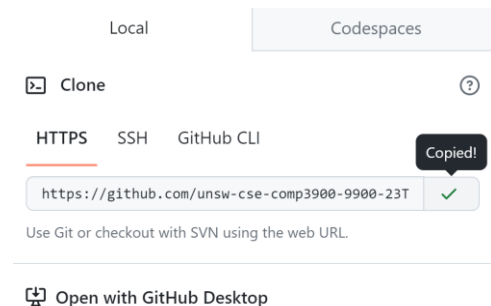 Local
Codespaces
Clone
HTTPS
SSH
GitHub CLI
Copied!
https://github.com/unsw-cse-comp3900-9900-23T
Use Git or checkout with SVN using the web URL.
Open with GitHub Desktop